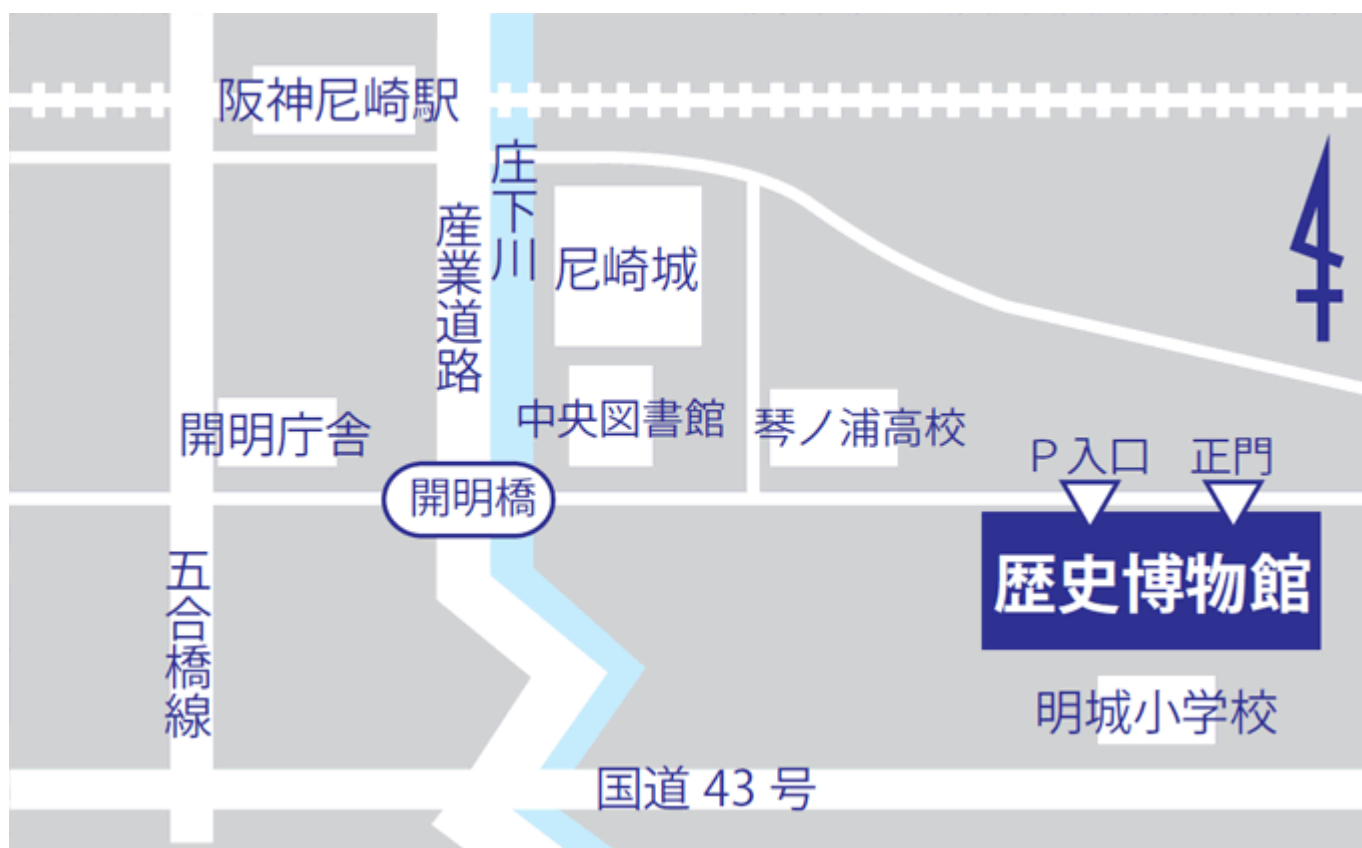 阪神尼崎駅
庄下川
産業道路
尼崎城
中央図書館
琴ノ浦高校
開明庁舎
P入口
正門
開明橋
歴史博物館
五合橋線
明城小学校
国道 43 号